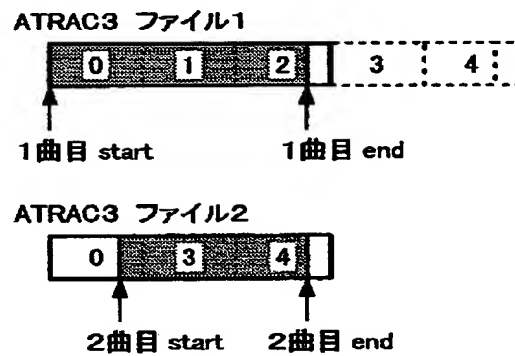 ATRAC3 ファイル1
0 1 2 3 4
1曲目 start 1曲目 end
ATRAC3 ファイル2
0 3 4
2曲目 start 2曲目 end